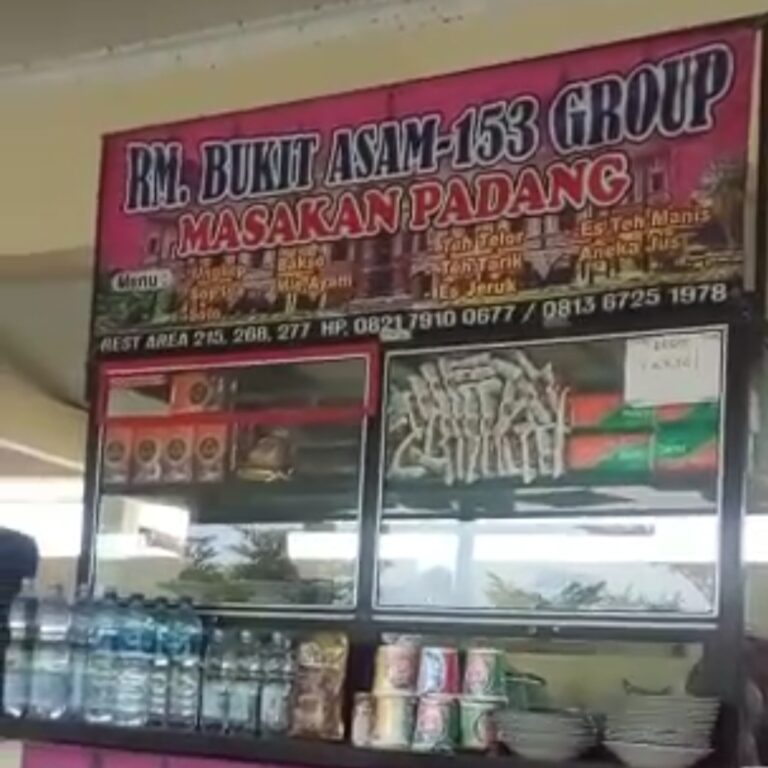 RM. BUKIT ASAM-153 GROUP
MASAKAN PADANG
Menu :
Bakso
Mie Ayam
Teh Telor
Teh Tarik
Es Jeruk
Es Teh Manis
Aneka Jus
REST AREA 215, 268, 277 HP. 0821 7910 0677 / 0813 6725 1978